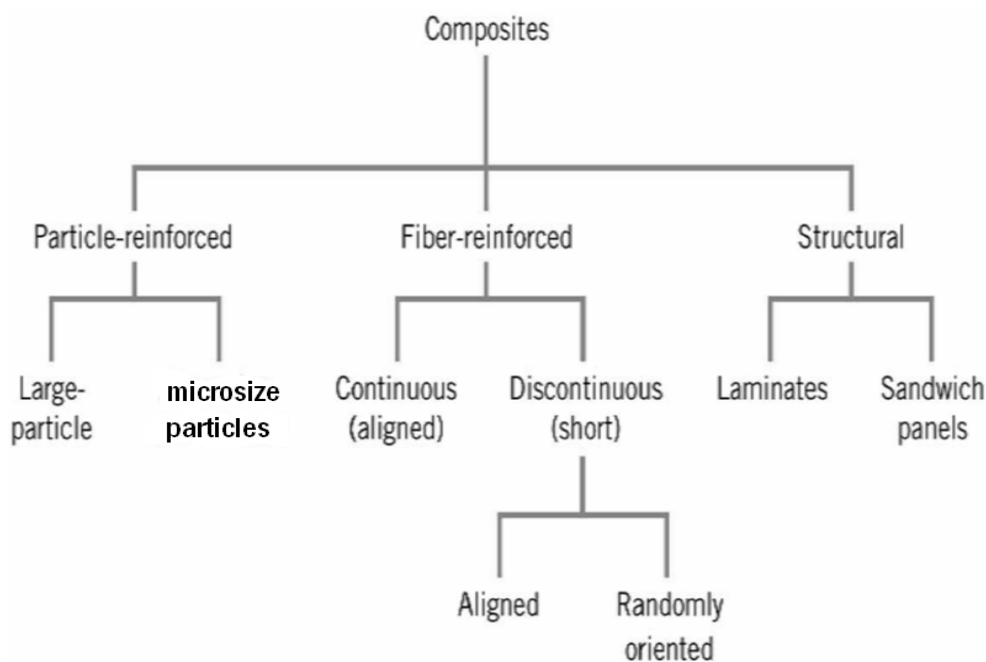 Composites
Particle-reinforced
Fiber-reinforced
Structural
Large-
particle
microsize
particles
Continuous
(aligned)
Discontinuous
(short)
Laminates
Sandwich
panels
Aligned
Randomly
oriented